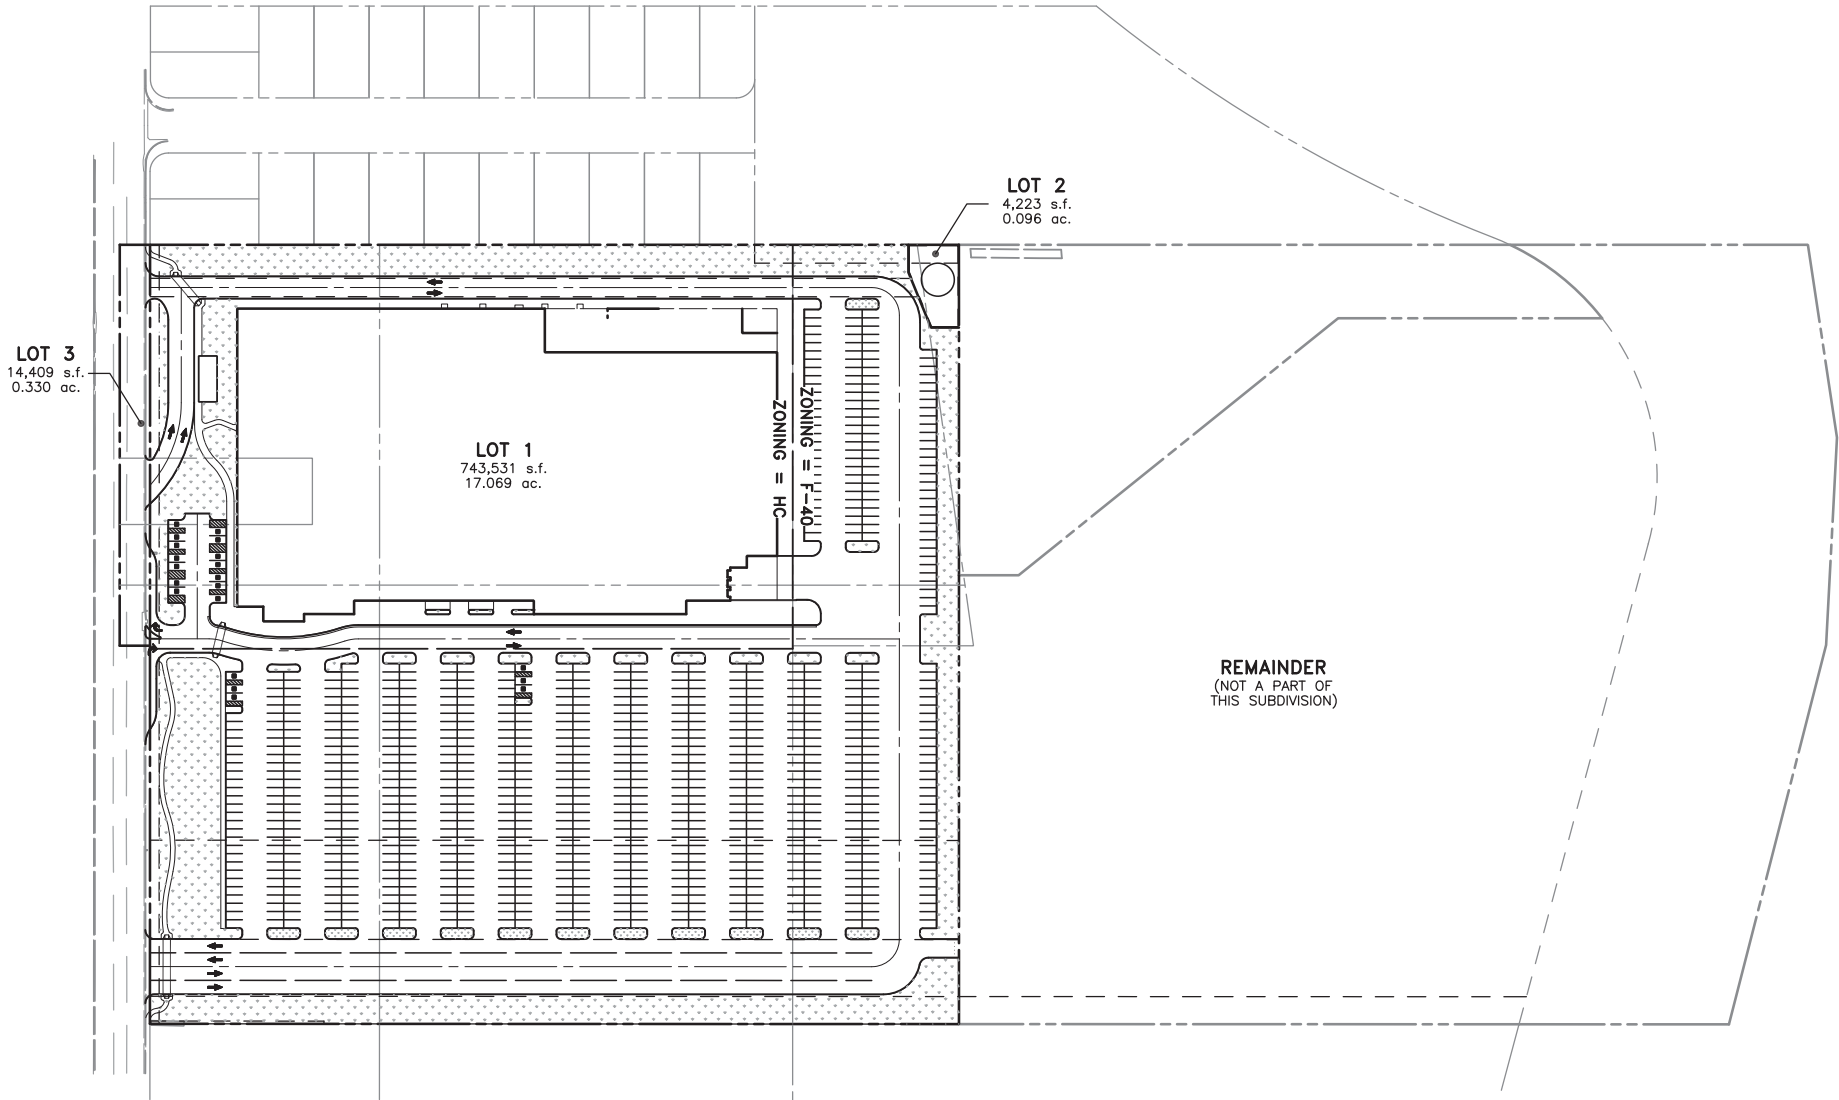 LOT 2
4,223 s.f.
0.096 ac.
LOT 3
14,409 s.f.
0.330 ac.
LOT 1
743,531 s.f.
17.069 ac.
ZONING = HC
ZONING = F-40
REMAINDER
(NOT A PART OF
THIS SUBDIVISION)